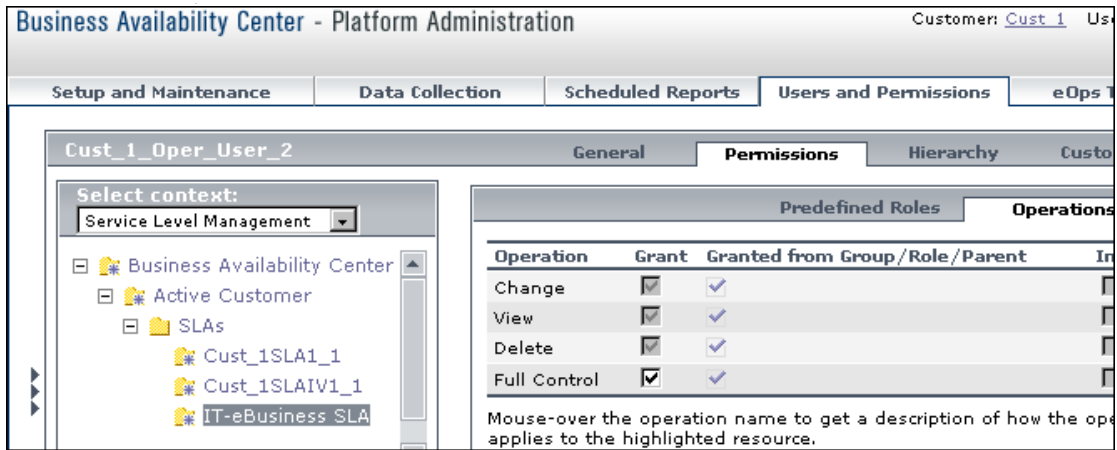 Business Availability Center - Platform Administration Customer: Cust_1
Setup and Maintenance Data Collection Scheduled Reports Users and Permissions eOps
Cust_1_Oper_User_2 General Permissions Hierarchy
Select context:
Service Level Management
Predefined Roles Operations
Business Availability Center
Active Customer
SLAs
Cust_1SLA1_1
Cust_1SLAIV1_1
IT-eBusiness SLA
Operation Grant Granted from Group/Role/Parent
Change
View
Delete
Full Control
Mouse-over the operation name to get a description of how the
applies to the highlighted resource.